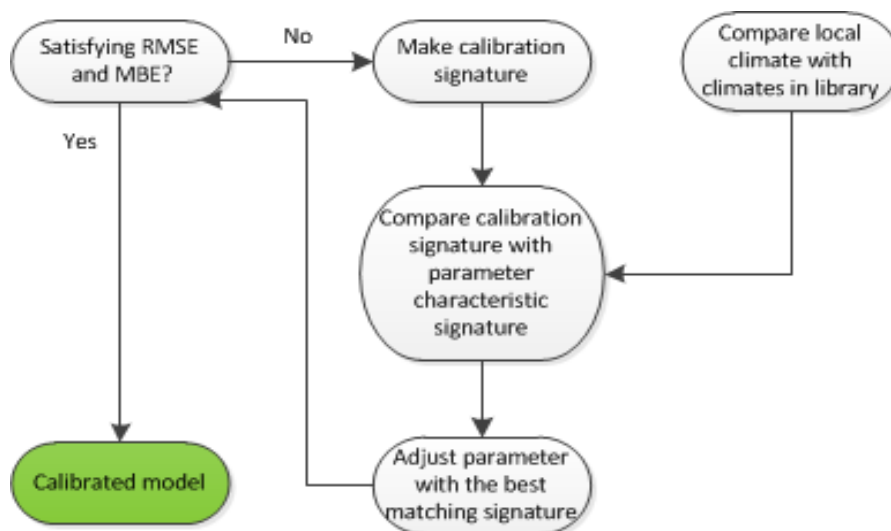 Satisfying RMSE
and MBE?
No
Make calibration
signature
Compare local
climate with
climates in library
Yes
Compare calibration
signature with
parameter
characteristic
signature
Calibrated model
Adjust parameter
with the best
matching signature